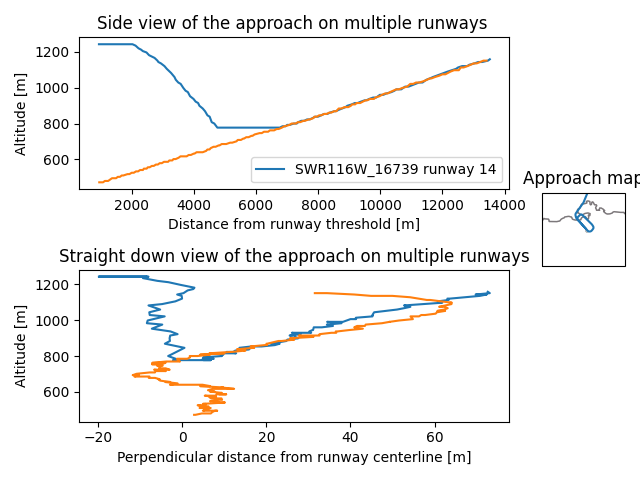 Side view of the approach on multiple runways
Altitude [m]
1200
1000
800
600
SWR116W_16739 runway 14
2000 4000 6000 8000 10000 12000 14000
Distance from runway threshold [m]
Approach map
Straight down view of the approach on multiple runways
Altitude [m]
1200
1000
800
600
−20 0 20 40 60
Perpendicular distance from runway centerline [m]